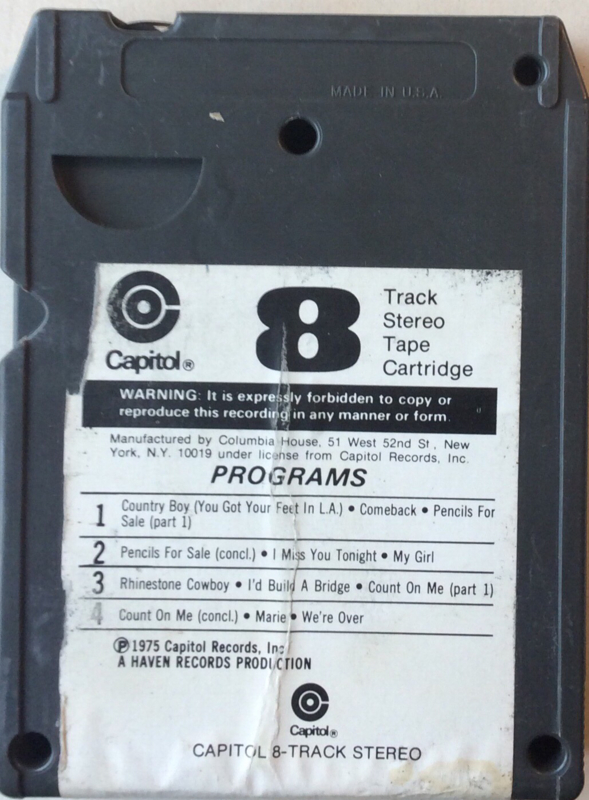 MADE IN U.S.A.
Capitol®
8 Track
Stereo
Tape
Cartridge
WARNING: It is expressly forbidden to copy or
reproduce this recording in any manner or form.
Manufactured by Columbia House, 51 West 52nd St., New
York, N.Y. 10019 under license from Capitol Records, Inc.
PROGRAMS
1 Country Boy (You Got Your Feet In L.A.) • Comeback • Pencils For
Sale (part 1)
2 Pencils For Sale (concl.) • I Miss You Tonight • My Girl
3 Rhinestone Cowboy • I'd Build A Bridge • Count On Me (part 1)
4 Count On Me (concl.) • Marie • We're Over
℗ 1975 Capitol Records, Inc
A HAVEN RECORDS PRODUCTION
Capitol®
CAPITOL 8-TRACK STEREO